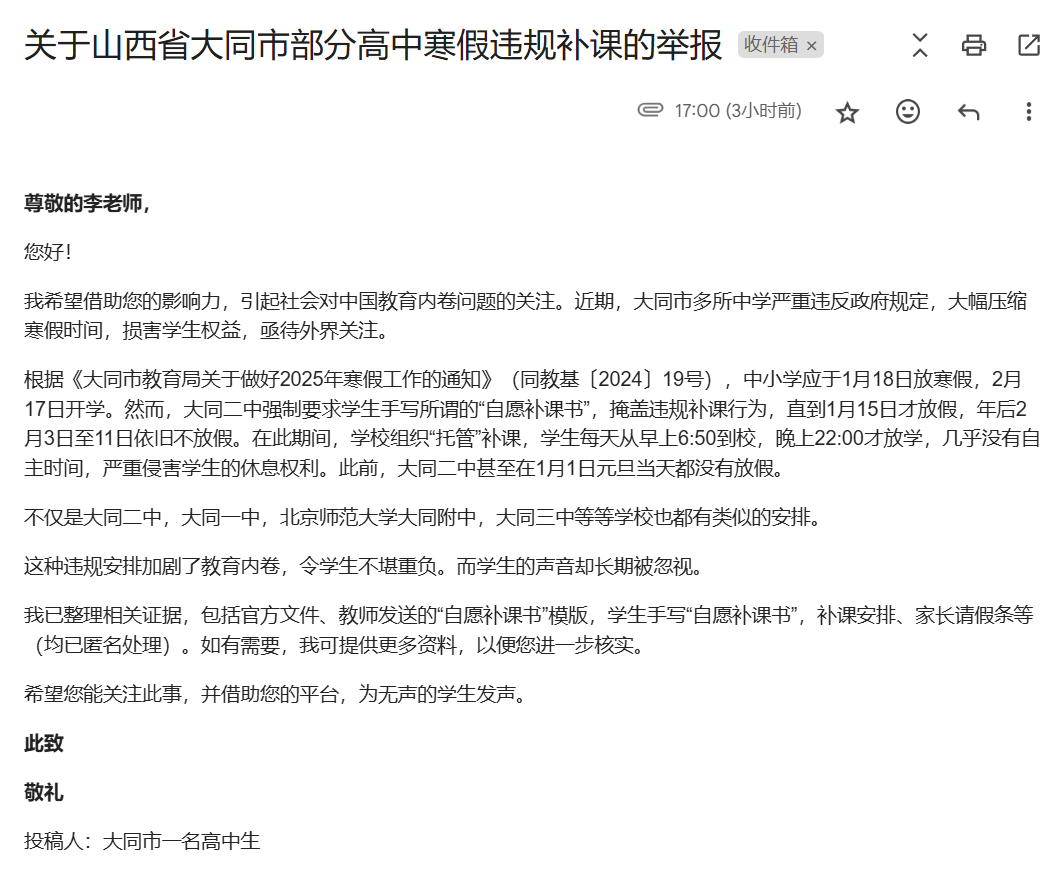 关于山西省大同市部分高中寒假违规补课的举报 收件箱 ×
17:00 (3小时前)
尊敬的李老师，
您好！
我希望借助您的影响力，引起社会对中国教育内卷问题的关注。近期，大同市多所中学严重违反政府规定，大幅压缩
寒假时间，损害学生权益，亟待外界关注。
根据《大同市教育局关于做好2025年寒假工作的通知》（同教基〔2024〕19号），中小学应于1月18日放寒假，2月
17日开学。然而，大同二中强制要求学生手写所谓的“自愿补课书”，掩盖违规补课行为，直到1月15日才放假，年后2
月3日至11日依旧不放假。在此期间，学校组织“托管”补课，学生每天从早上6:50到校，晚上22:00才放学，几乎没有自
主时间，严重侵害学生的休息权利。此前，大同二中甚至在1月1日元旦当天都没有放假。
不仅是大同二中，大同一中，北京师范大学大同附中，大同三中等等学校也都有类似的安排。
这种违规安排加剧了教育内卷，令学生不堪重负。而学生的声音却长期被忽视。
我已整理相关证据，包括官方文件、教师发送的“自愿补课书”模版，学生手写“自愿补课书”，补课安排、家长请假条等
（均已匿名处理）。如有需要，我可提供更多资料，以便您进一步核实。
希望您能关注此事，并借助您的平台，为无声的学生发声。
此致
敬礼
投稿人：大同市一名高中生